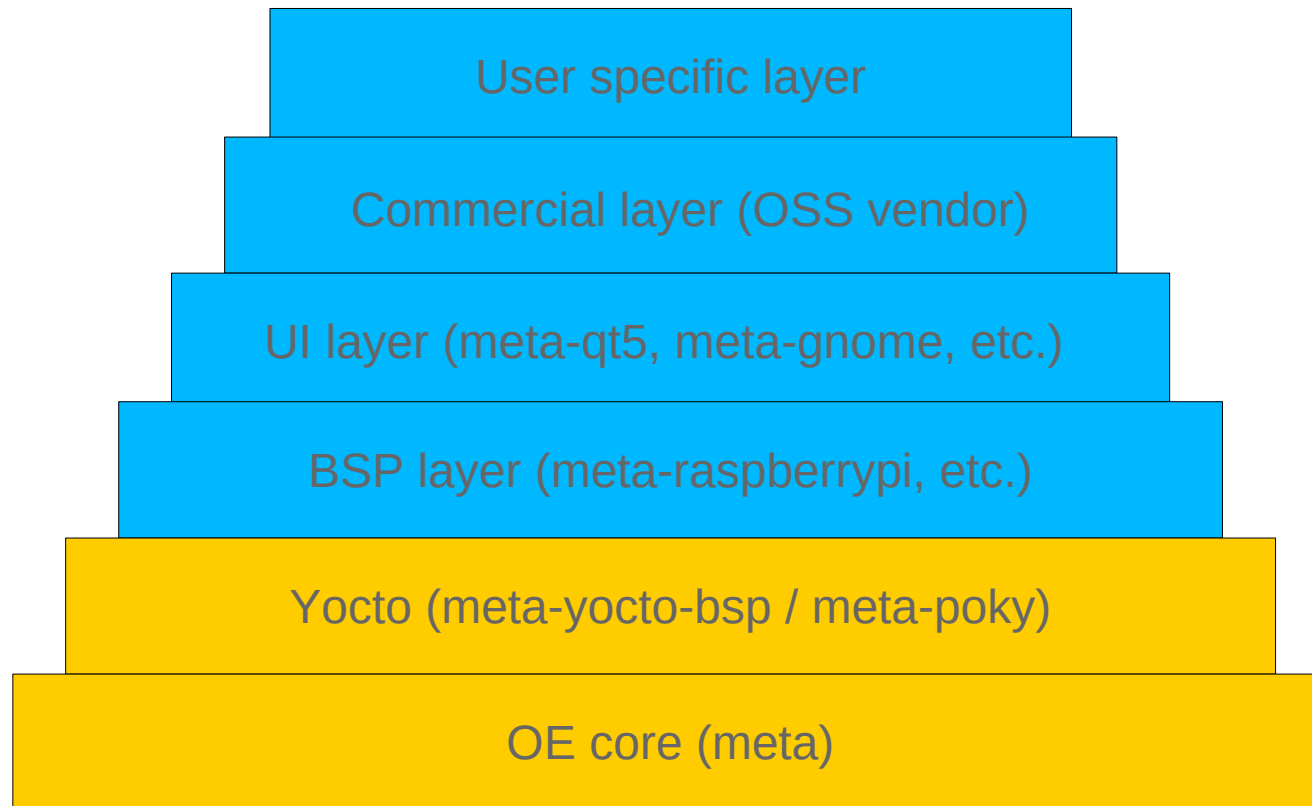 User specific layer
Commercial layer (OSS vendor)
UI layer (meta-qt5, meta-gnome, etc.)
BSP layer (meta-raspberrypi, etc.)
Yocto (meta-yocto-bsp / meta-poky)
OE core (meta)